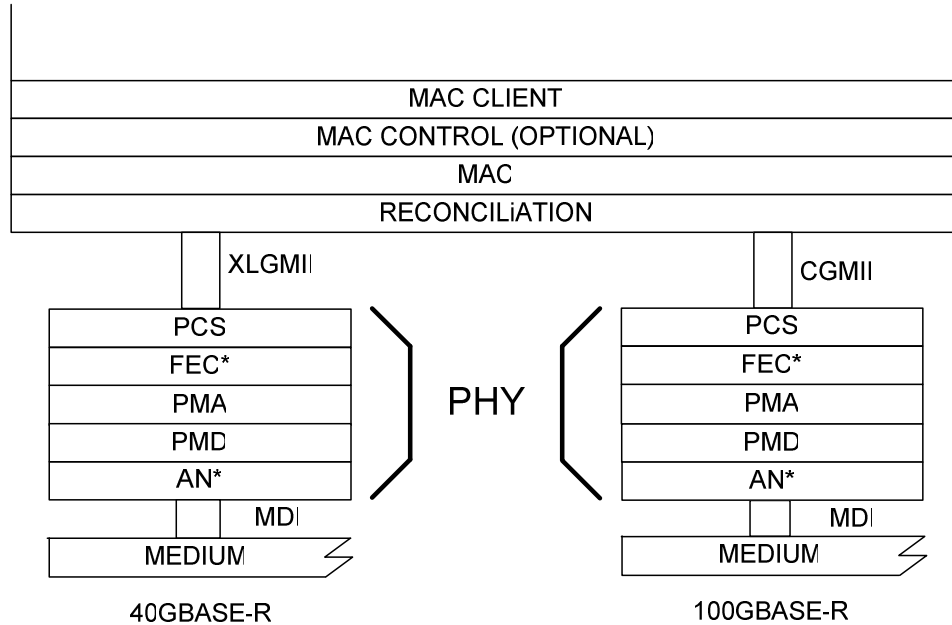 MAC CLIENT
MAC CONTROL (OPTIONAL)
MAC
RECONCILiATION
XLGMII
CGMII
PCS
FEC*
PMA
PMD
AN*
PHY
PCS
FEC*
PMA
PMD
AN*
MDI
MDI
MEDIUM
MEDIUM
40GBASE-R
100GBASE-R